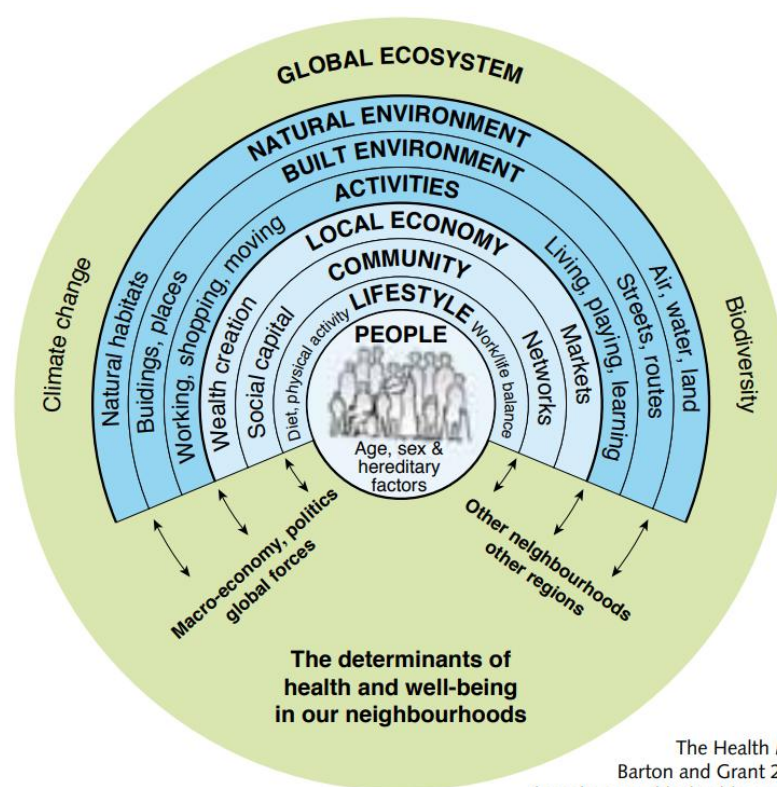 GLOBAL ECOSYSTEM
NATURAL ENVIRONMENT
BUILT ENVIRONMENT
ACTIVITIES
LOCAL ECONOMY
COMMUNITY
LIFESTYLE
PEOPLE
Age, sex &
hereditary
factors
Climate change
Natural habitats
Buidings, places
Working, shopping, moving
Wealth creation
Social capital
Diet, physical activity
Work/life balance
Networks
Markets
Living, playing, learning
Streets, routes
Air, water, land
Biodiversity
Macro-economy, politics
global forces
Other neighbourhoods
other regions
The determinants of
health and well-being
in our neighbourhoods
The Health
Barton and Grant 2